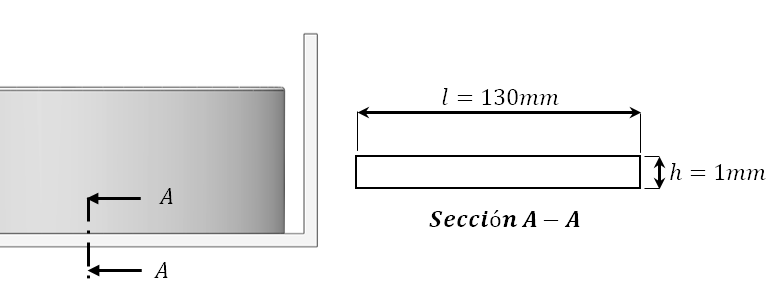 l = 130mm
A
h = 1mm
Sección A − A
A